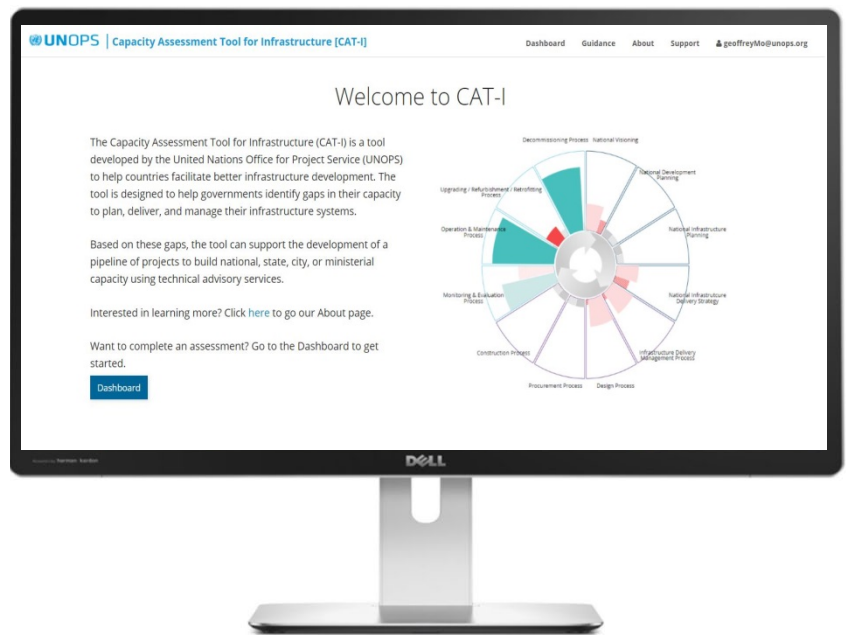 UNOPS | Capacity Assessment Tool for Infrastructure [CAT-I]
Dashboard Guidance About Support geoffreyMo@unops.org
Welcome to CAT-I
The Capacity Assessment Tool for Infrastructure (CAT-I) is a tool
developed by the United Nations Office for Project Service (UNOPS)
to help countries facilitate better infrastructure development. The
tool is designed to help governments identify gaps in their capacity
to plan, deliver, and manage their infrastructure systems.
Based on these gaps, the tool can support the development of a
pipeline of projects to build national, state, city, or ministerial
capacity using technical advisory services.
Interested in learning more? Click here to go our About page.
Want to complete an assessment? Go to the Dashboard to get
started.
Dashboard
Decommissioning Process
National Visioning
National Development
Planning
National Infrastructure
Planning
National Infrastrutcure
Delivery Strategy
Infrastructure Delivery
Management Process
Design Process
Procurement Process
Construction Process
Monitoring & Evaluation
Process
Operation & Maintenance
Process
Upgrading / Refurbishment / Retrofitting
Process
DELL
harman kardon